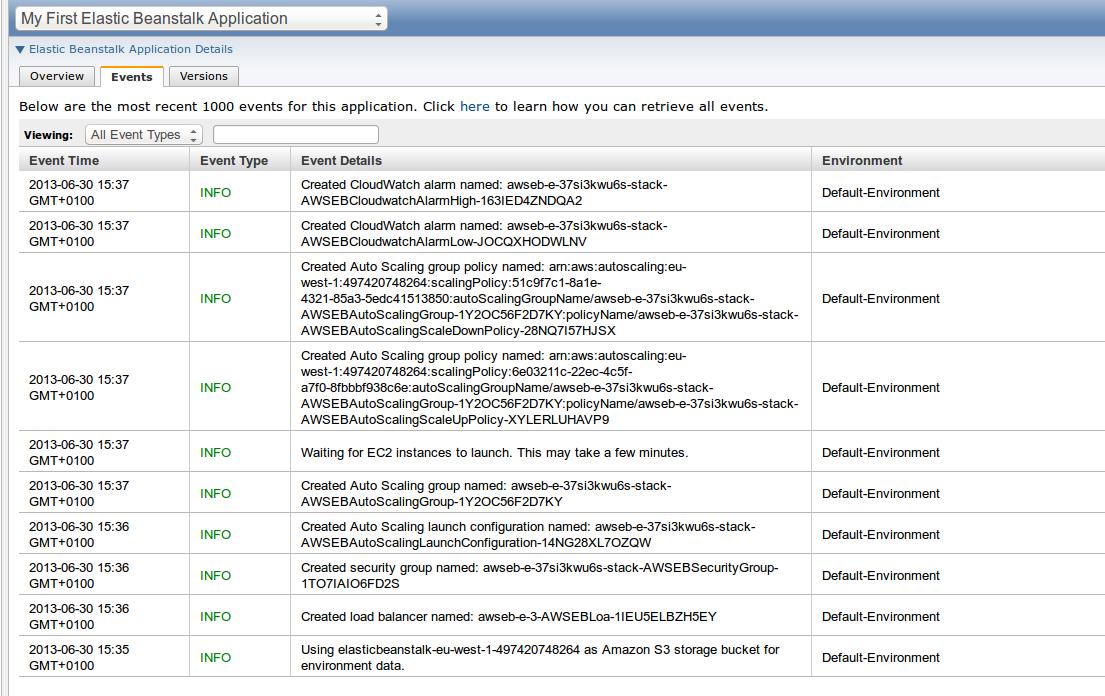 My First Elastic Beanstalk Application
Elastic Beanstalk Application Details
Overview Events Versions
Below are the most recent 1000 events for this application. Click here to learn how you can retrieve all events.
Viewing: All Event Types
Event Time Event Type Event Details Environment
2013-06-30 15:37
GMT+0100
INFO
Created CloudWatch alarm named: awseb-e-37si3kwu6s-stack-
AWSEBCloudwatchAlarmHigh-163IED4ZNDQA2
Default-Environment
2013-06-30 15:37
GMT+0100
INFO
Created CloudWatch alarm named: awseb-e-37si3kwu6s-stack-
AWSEBCloudwatchAlarmLow-JOCQXHODWLNV
Default-Environment
2013-06-30 15:37
GMT+0100
INFO
Created Auto Scaling group policy named: arn:aws:autoscaling:eu-
west-1:497420748264:scalingPolicy:51c9f7c1-8a1e-
4321-85a3-5edc41513850:autoScalingGroupName/awseb-e-37si3kwu6s-stack-
AWSEBAutoScalingGroup-1Y2OC56F2D7KY:policyName/awseb-e-37si3kwu6s-stack-
AWSEBAutoScalingScaleDownPolicy-28NQ7I57HJSX
Default-Environment
2013-06-30 15:37
GMT+0100
INFO
Created Auto Scaling group policy named: arn:aws:autoscaling:eu-
west-1:497420748264:scalingPolicy:6e03211c-22ec-4c5f-
a7f0-8fbbbf938c6e:autoScalingGroupName/awseb-e-37si3kwu6s-stack-
AWSEBAutoScalingGroup-1Y2OC56F2D7KY:policyName/awseb-e-37si3kwu6s-stack-
AWSEBAutoScalingScaleUpPolicy-XYLERLUHAVP9
Default-Environment
2013-06-30 15:37
GMT+0100
INFO
Waiting for EC2 instances to launch. This may take a few minutes.
Default-Environment
2013-06-30 15:37
GMT+0100
INFO
Created Auto Scaling group named: awseb-e-37si3kwu6s-stack-
AWSEBAutoScalingGroup-1Y2OC56F2D7KY
Default-Environment
2013-06-30 15:36
GMT+0100
INFO
Created Auto Scaling launch configuration named: awseb-e-37si3kwu6s-stack-
AWSEBAutoScalingLaunchConfiguration-14NG28XL7OZQW
Default-Environment
2013-06-30 15:36
GMT+0100
INFO
Created security group named: awseb-e-37si3kwu6s-stack-AWSEBSecurityGroup-
1TO7IAIO6FD2S
Default-Environment
2013-06-30 15:36
GMT+0100
INFO
Created load balancer named: awseb-e-3-AWSEBLoa-1IEU5ELBZH5EY
Default-Environment
2013-06-30 15:35
GMT+0100
INFO
Using elasticbeanstalk-eu-west-1-497420748264 as Amazon S3 storage bucket for
environment data.
Default-Environment